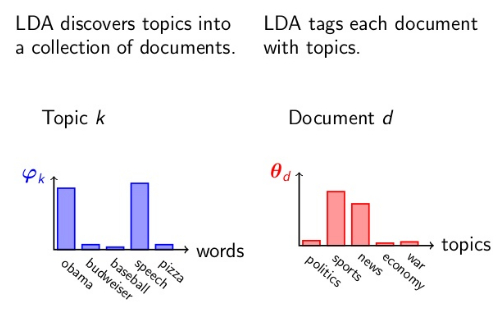 LDA discovers topics into
a collection of documents.
LDA tags each document
with topics.
Topic k
Document d
φk
words
obama
budweiser
baseball
speech
pizza
θd
topics
politics
sports
news
economy
war